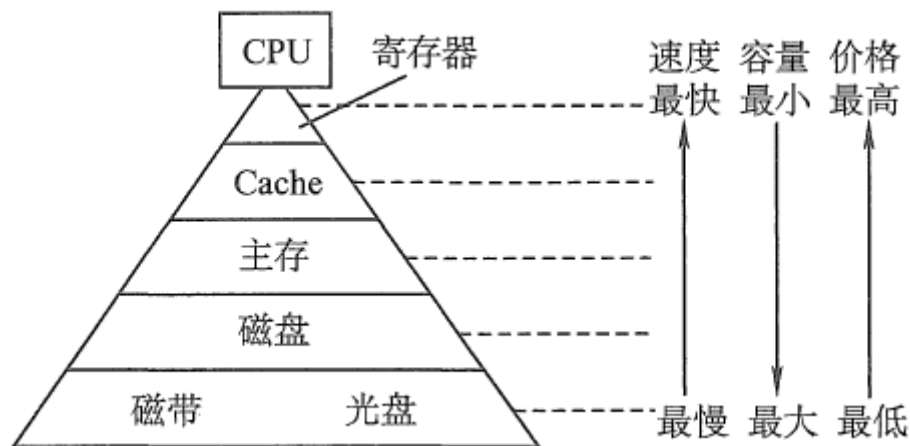 CPU
寄存器
速度 容量 价格
最快 最小 最高
Cache
主存
磁盘
磁带 光盘
最慢 最大 最低